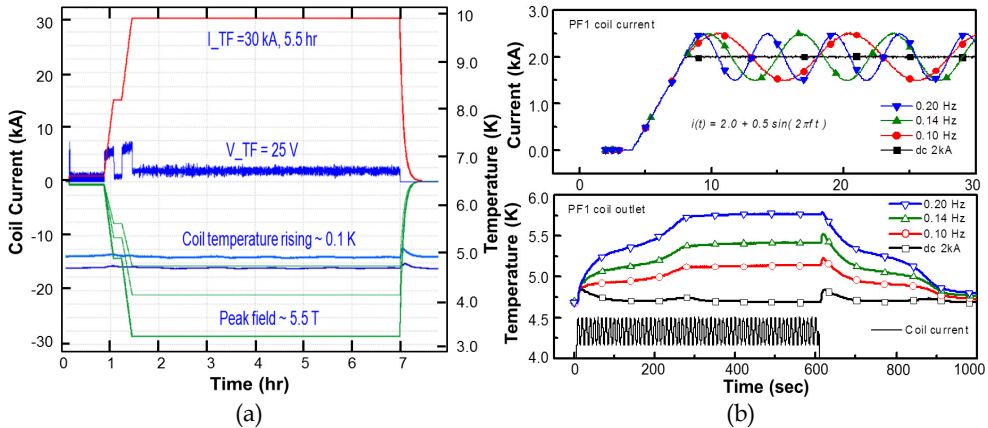 I_TF =30 kA, 5.5 hr
V_TF = 25 V
Coil temperature rising ~ 0.1 K
Peak field ~ 5.5 T
Coil Current (kA)
30
20
10
0
-10
-20
-30
Temperature (K)
10
9.0
8.0
7.0
6.0
5.0
4.0
3.0
0 1 2 3 4 5 6 7 8
Time (hr)
(a)
PF1 coil current
Current (kA)
3.0
2.0
1.0
0.0
i(t) = 2.0 + 0.5 sin( 2πf t )
0.20 Hz
0.14 Hz
0.10 Hz
dc 2kA
0 10 20 30
PF1 coil outlet
Temperature (K)
6.0
5.5
5.0
4.5
4.0
0.20 Hz
0.14 Hz
0.10 Hz
dc 2kA
Coil current
0 200 400 600 800 1000
Time (sec)
(b)